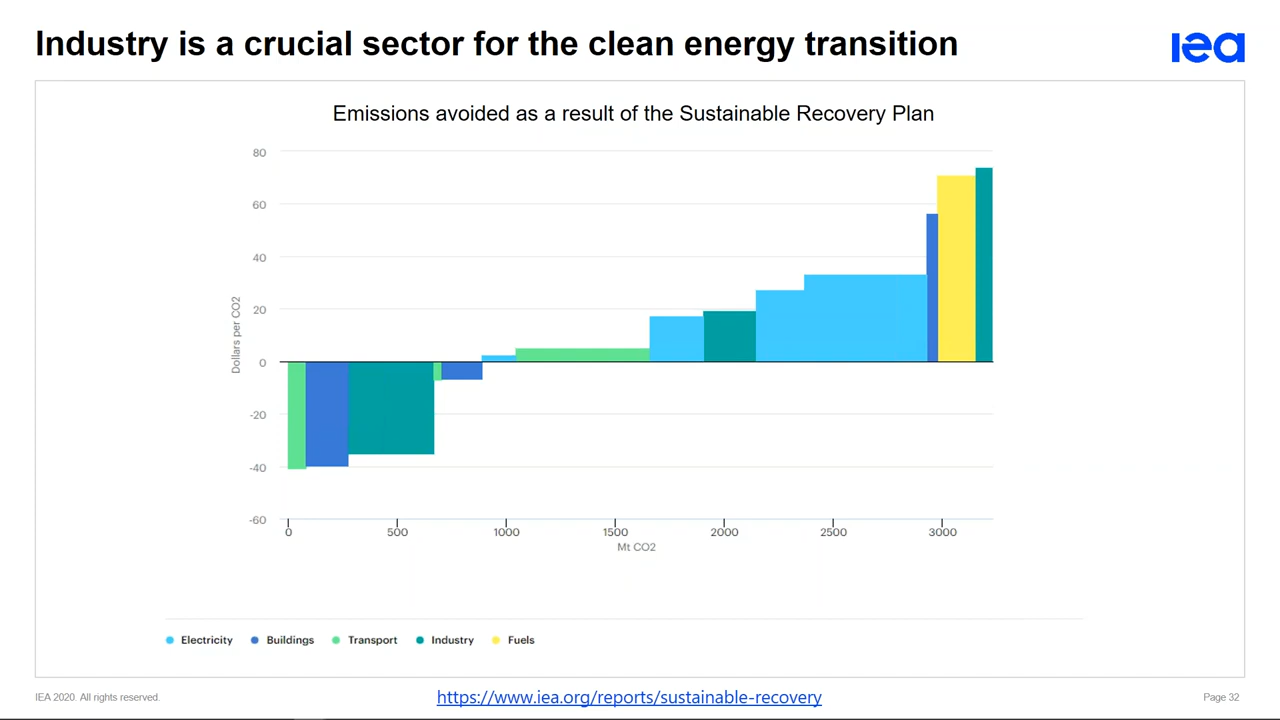 Industry is a crucial sector for the clean energy transition
iea
Emissions avoided as a result of the Sustainable Recovery Plan
80
60
40
20
0
-20
-40
-60
Dollars per CO2
0 500 1000 1500 2000 2500 3000
Mt CO2
Electricity Buildings Transport Industry Fuels
IEA 2020. All rights reserved. https://www.iea.org/reports/sustainable-recovery Page 32